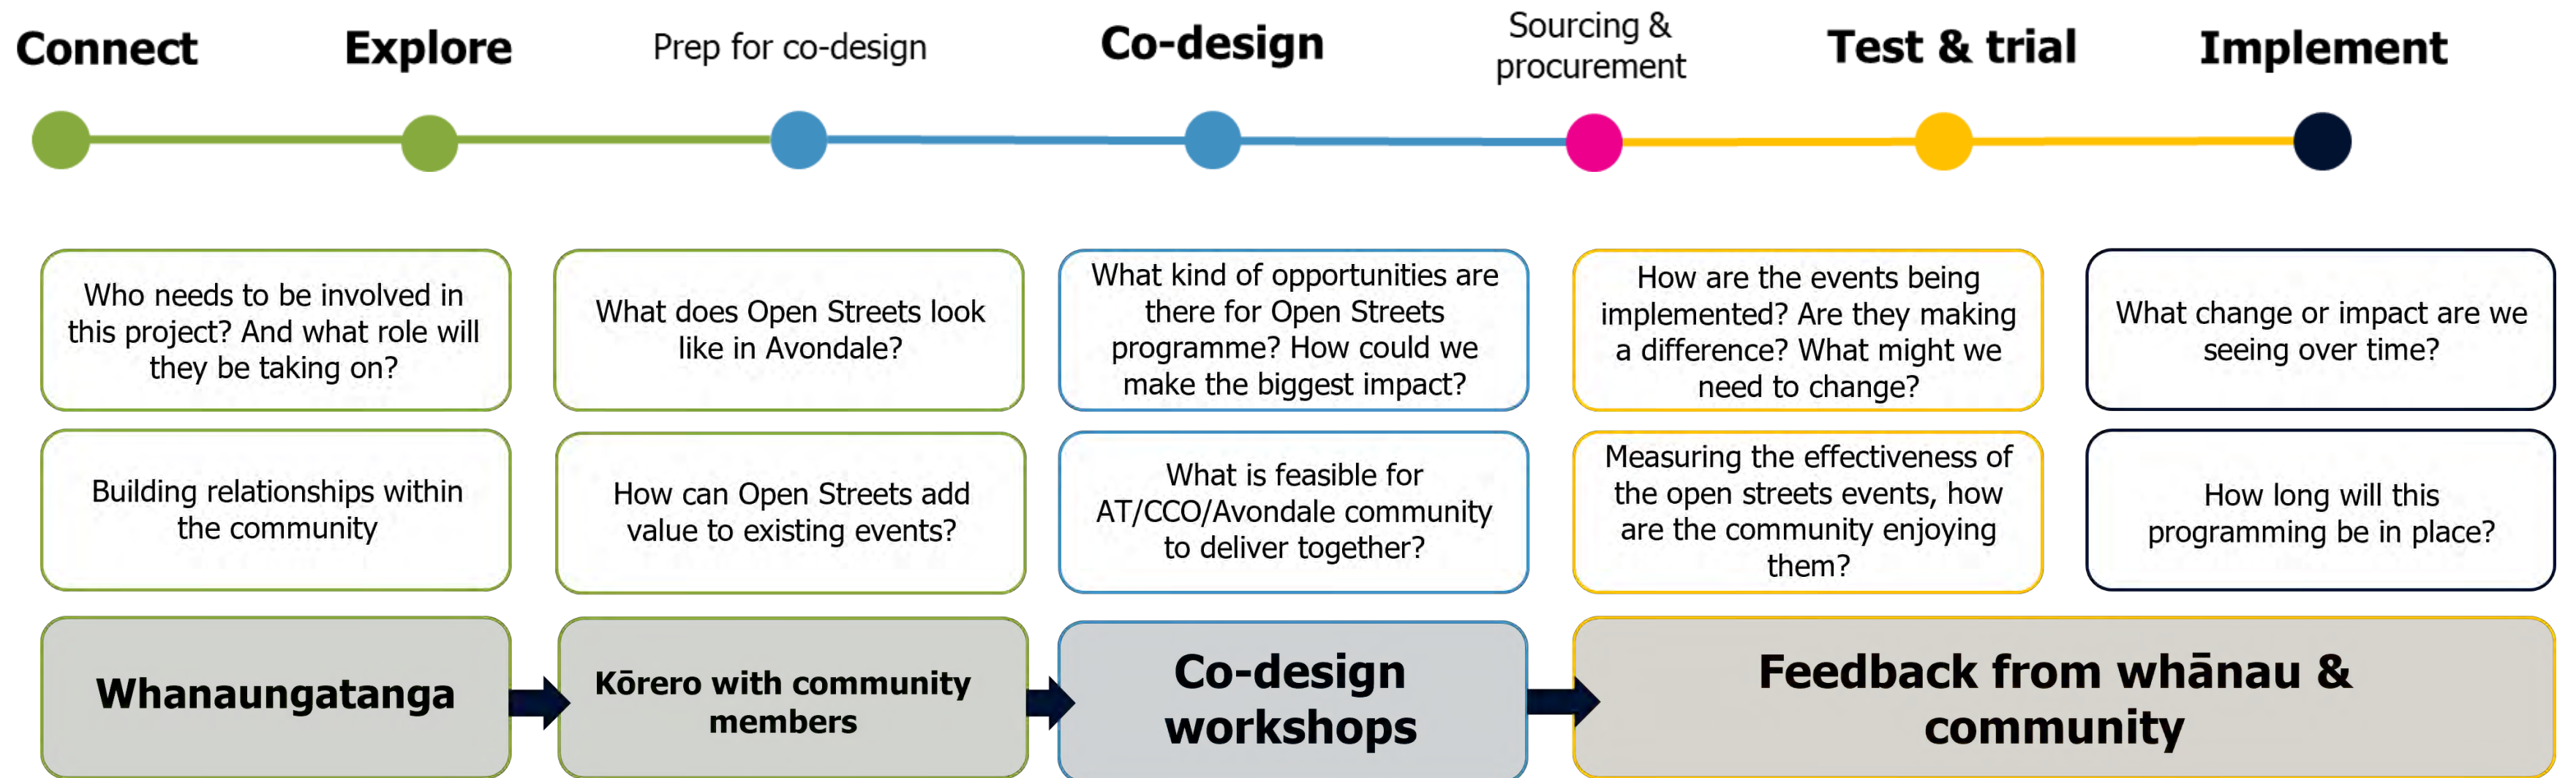 Connect
Explore
Prep for co-design
Co-design
Sourcing &
procurement
Test & trial
Implement
Who needs to be involved in
this project? And what role will
they be taking on?
What does Open Streets look
like in Avondale?
What kind of opportunities are
there for Open Streets
programme? How could we
make the biggest impact?
How are the events being
implemented? Are they making
a difference? What might we
need to change?
What change or impact are we
seeing over time?
Building relationships within
the community
How can Open Streets add
value to existing events?
What is feasible for
AT/CCO/Avondale community
to deliver together?
Measuring the effectiveness of
the open streets events, how
are the community enjoying
them?
How long will this
programming be in place?
Whanaungatanga
Kōrero with community
members
Co-design
workshops
Feedback from whānau &
community